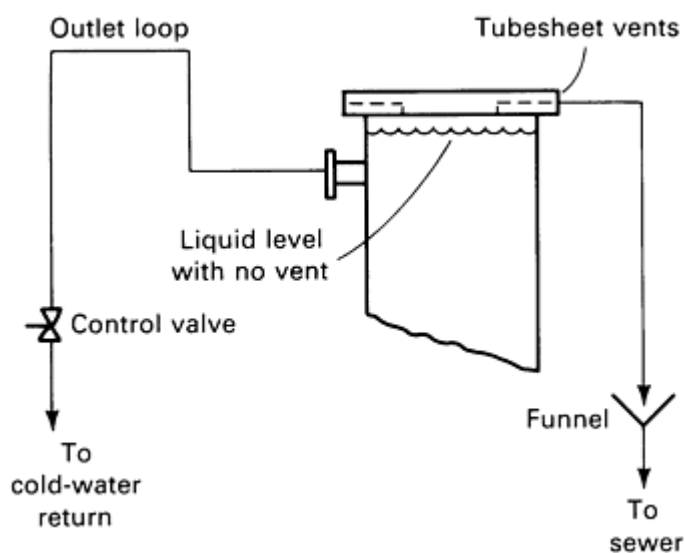 Outlet loop
Tubesheet vents
Liquid level
with no vent
Control valve
Funnel
To
cold-water
return
To
sewer